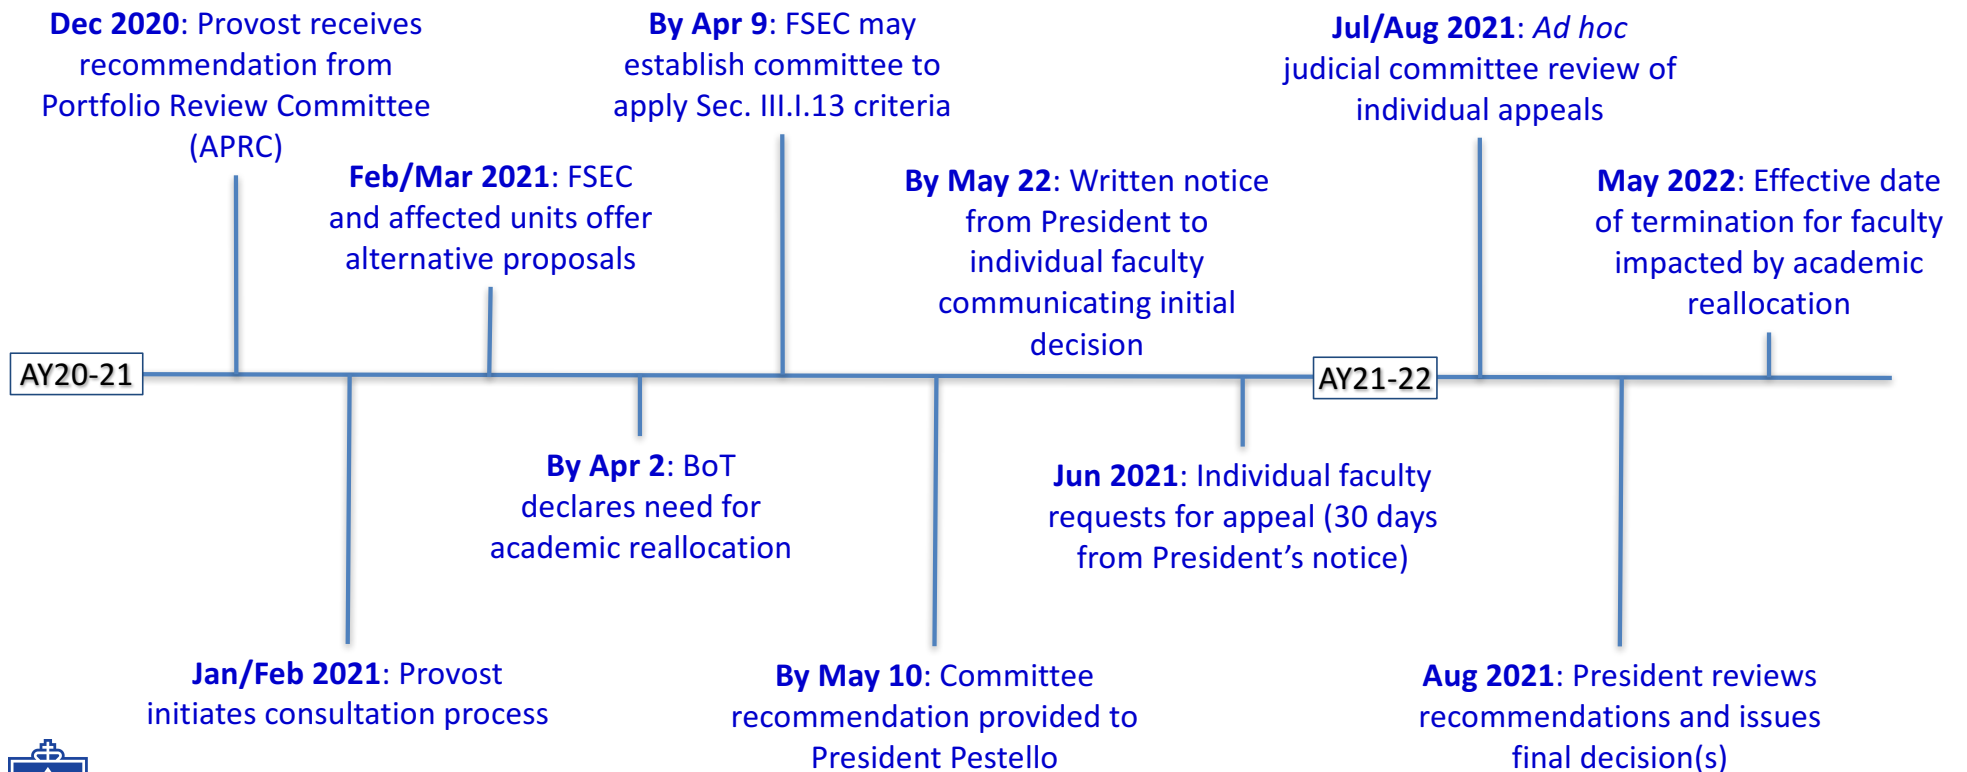 Dec 2020: Provost receives
recommendation from
Portfolio Review Committee
(APRC)
Feb/Mar 2021: FSEC
and affected units offer
alternative proposals
By Apr 9: FSEC may
establish committee to
apply Sec. III.I.13 criteria
By May 22: Written notice
from President to
individual faculty
communicating initial
decision
Jul/Aug 2021: Ad hoc
judicial committee review of
individual appeals
May 2022: Effective date
of termination for faculty
impacted by academic
reallocation
AY20-21
AY21-22
Jan/Feb 2021: Provost
initiates consultation process
By Apr 2: BoT
declares need for
academic reallocation
By May 10: Committee
recommendation provided to
President Pestello
Jun 2021: Individual faculty
requests for appeal (30 days
from President’s notice)
Aug 2021: President reviews
recommendations and issues
final decision(s)